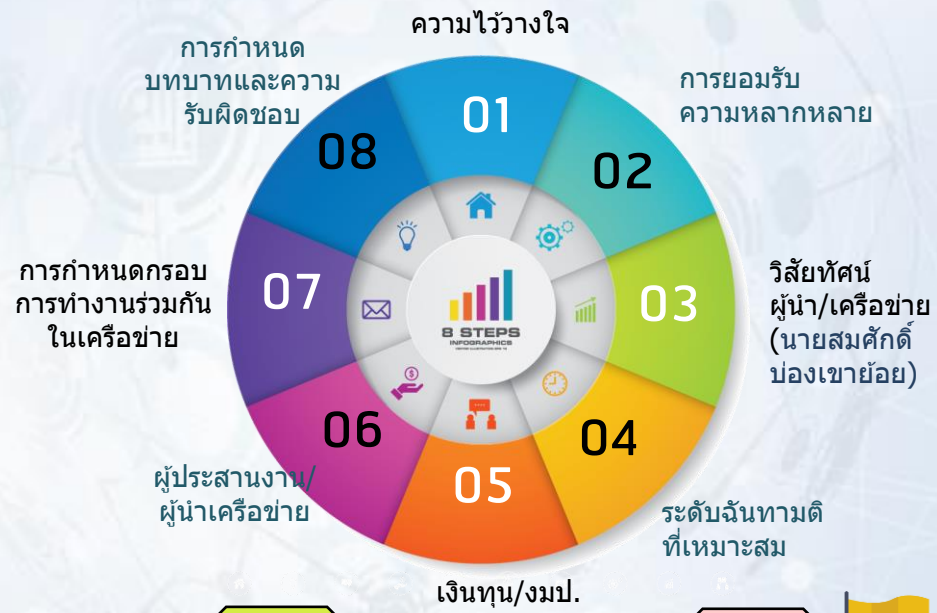 ความไว้วางใจ
01
การยอมรับ
ความหลากหลาย
02
วิสัยทัศน์
ผู้นำ/เครือข่าย
(นายสมศักดิ์
บ่องเขาย้อย)
03
ระดับฉันทามติ
ที่เหมาะสม
04
เงินทุน/งมป.
05
ผู้ประสานงาน/
ผู้นำเครือข่าย
06
การกำหนดกรอบ
การทำงานร่วมกัน
ในเครือข่าย
07
การกำหนด
บทบาทและความ
รับผิดชอบ
08
8 STEPS
INFOGRAPHICS